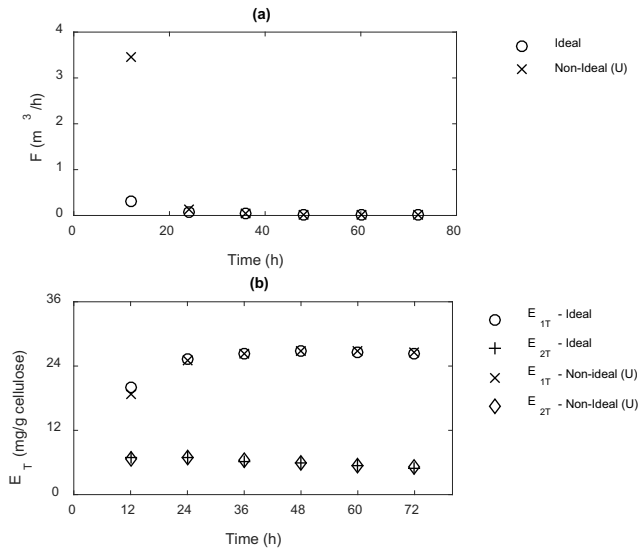 (a)
4
3
2
1
0
F (m 3 /h)
0 20 40 60 80
Time (h)
Ideal
Non-Ideal (U)
(b)
36
24
12
0
E T (mg/g cellulose)
0 12 24 36 48 60 72
Time (h)
E 1T - Ideal
E 2T - Ideal
E 1T - Non-ideal (U)
E 2T - Non-Ideal (U)